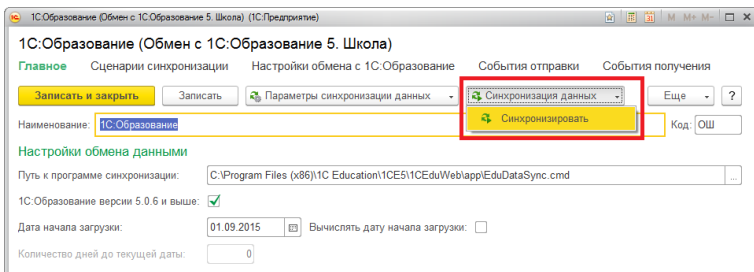 1С:Образование (Обмен с 1С:Образование 5. Школа) (1С:Предприятие) M M+ M-
1С:Образование (Обмен с 1С:Образование 5. Школа)
Главное Сценарии синхронизации Настройки обмена с 1С:Образование События отправки События получения
Записать и закрыть Записать Параметры синхронизации данных Синхронизация данных Еще ?
Синхронизировать
Наименование: 1С:Образование Код: ОШ
Настройки обмена данными
Путь к программе синхронизации: C:\Program Files (x86)\1C Education\1CE5\1CEduWeb\app\EduDataSync.cmd ...
1С:Образование версии 5.0.6 и выше:
Дата начала загрузки: 01.09.2015 Вычислять дату начала загрузки:
Количество дней до текущей даты: 0